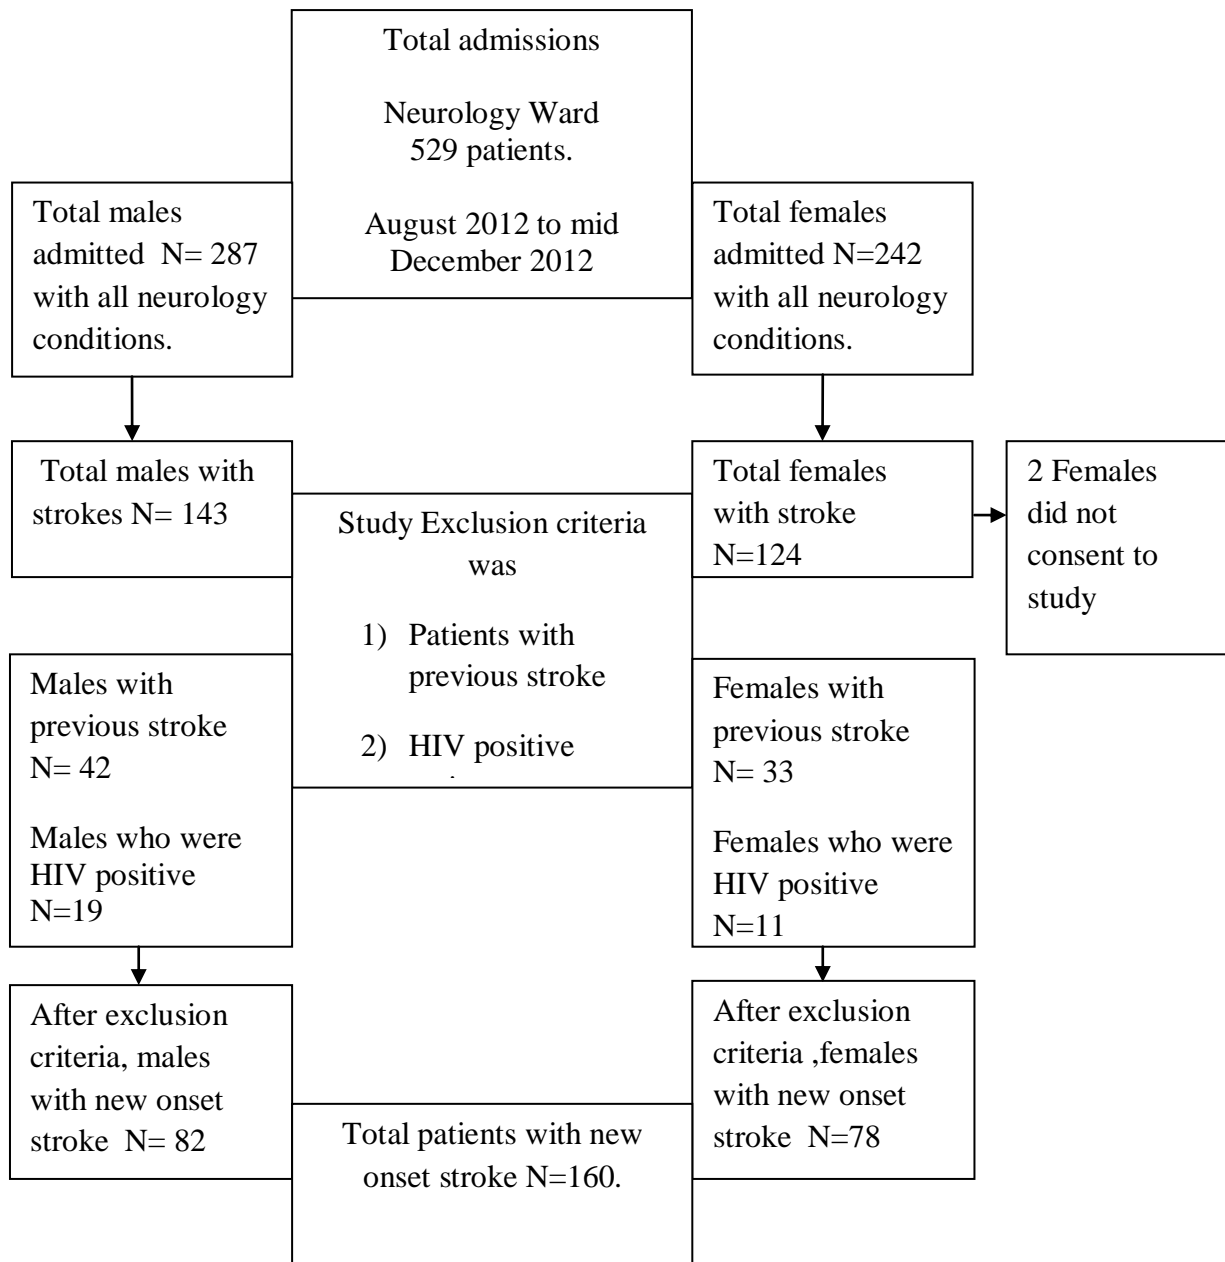 Total admissions
Neurology Ward
529 patients.
August 2012 to mid
December 2012
Total males
admitted N= 287
with all neurology
conditions.
Total females
admitted N=242
with all neurology
conditions.
Total males with
strokes N= 143
Study Exclusion criteria
was
1) Patients with
previous stroke
2) HIV positive
Total females
with stroke
N=124
2 Females
did not
consent to
study
Males with
previous stroke
N= 42
Males who were
HIV positive
N=19
Females with
previous stroke
N= 33
Females who were
HIV positive
N=11
After exclusion
criteria, males
with new onset
stroke N= 82
After exclusion
criteria ,females
with new onset
stroke N=78
Total patients with new
onset stroke N=160.